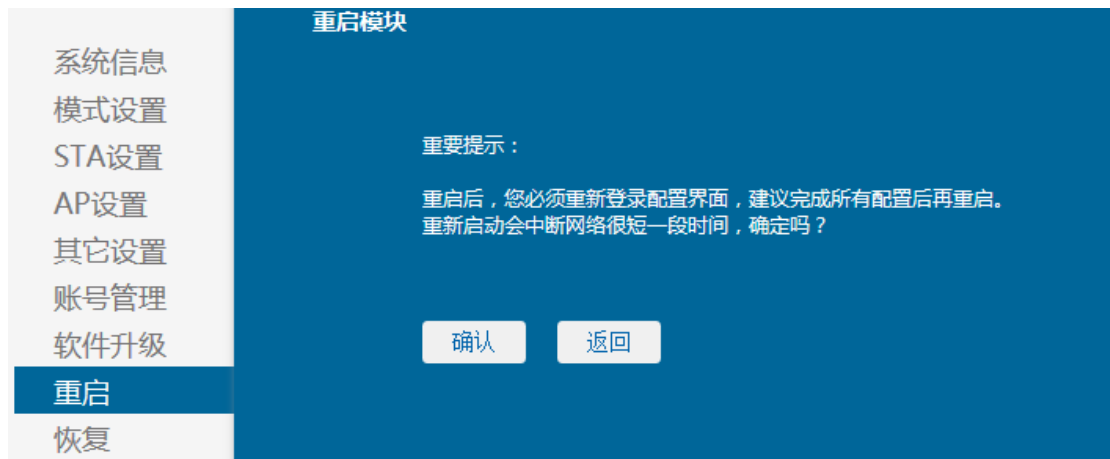 重启模块
系统信息
模式设置
STA设置
AP设置
其它设置
账号管理
软件升级
重启
恢复
重要提示：
重启后，您必须重新登录配置界面，建议完成所有配置后再重启。
重新启动会中断网络很短一段时间，确定吗？
确认
返回